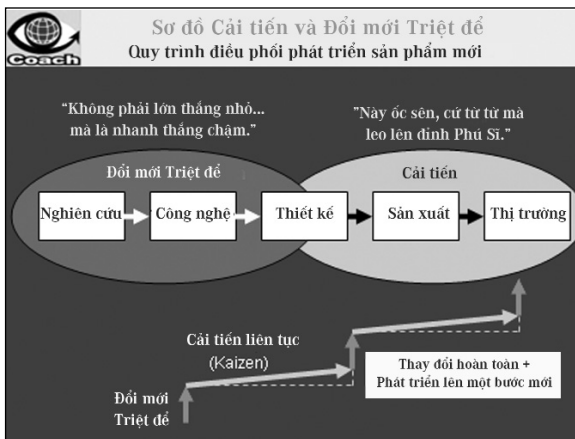 Coach
Sơ đồ Cải tiến và Đổi mới Triệt để
Quy trình điều phối phát triển sản phẩm mới
“Không phải lớn thắng nhỏ...
mà là nhanh thắng chậm.”
”Này ốc sên, cứ từ từ mà
leo lên đỉnh Phú Sĩ.”
Đổi mới Triệt để
Cải tiến
Nghiên cứu
Công nghệ
Thiết kế
Sản xuất
Thị trường
Cải tiến liên tục
(Kaizen)
Thay đổi hoàn toàn +
Phát triển lên một bước mới
Đổi mới
Triệt để